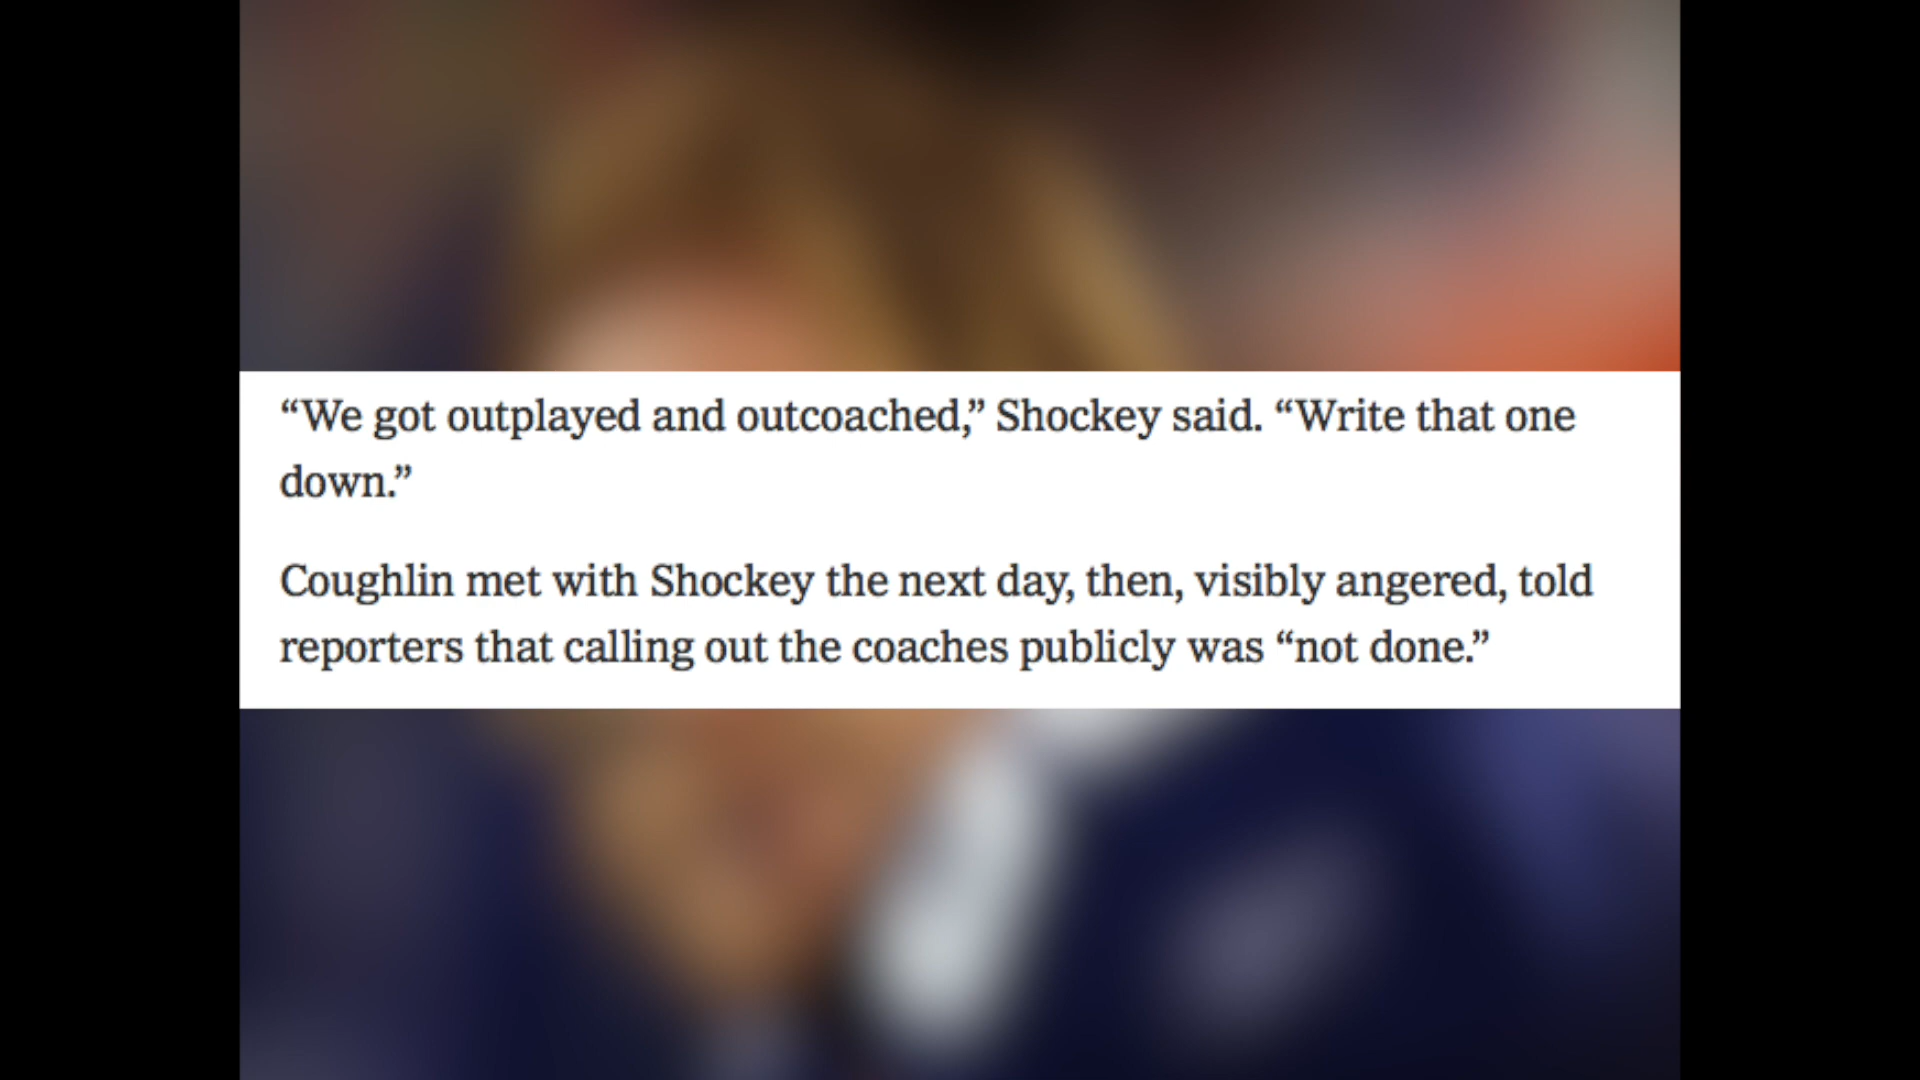 “We got outplayed and outcoached,” Shockey said. “Write that one
down.”
Coughlin met with Shockey the next day, then, visibly angered, told
reporters that calling out the coaches publicly was “not done.”